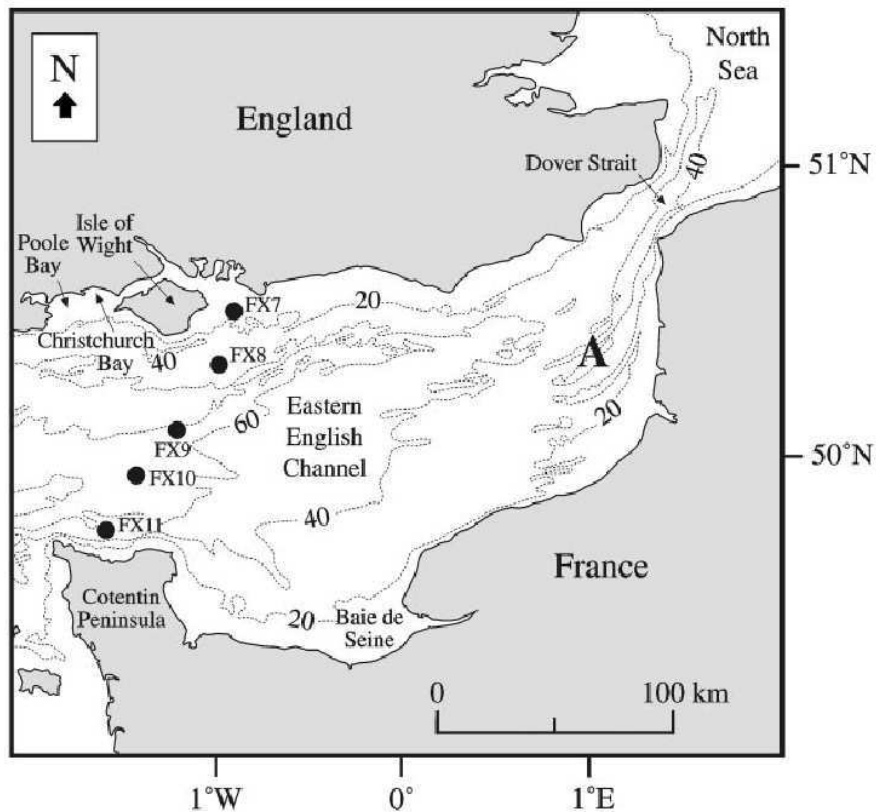 North
Sea
N
England
Dover Strait
40
51°N
Isle of
Wight
Poole
Bay
FX7
20
Christchurch
Bay
40
FX8
A
Eastern
English
Channel
60
20
FX9
50°N
FX10
40
FX11
France
Cotentin
Peninsula
20
Baie de
Seine
0
100 km
1°W
0°
1°E